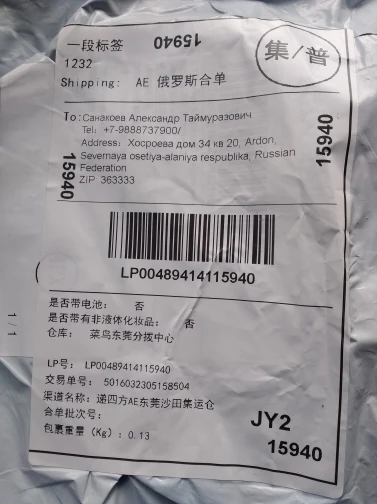 一段标签
15940
集/普
1232
Shipping: AE 俄罗斯合单
To: Санакоев Александр Таймуразович
Tel: +7-9888737900/
Address: Хосроева дом 34 кв 20, Ardon,
Severnaya osetiya-alaniya respublika, Russian
Federation
ZIP 363333
15940
15940
LP00489414115940
是否带电池: 否
是否带有非液体化妆品: 否
仓库: 菜鸟东莞分拨中心
1/1
LP号: LP00489414115940
交易单号: 5016032305158504
渠道名称: 递四方AE东莞沙田集运仓
合单批次号:
包裹重量 (Kg): 0.13
JY2
15940